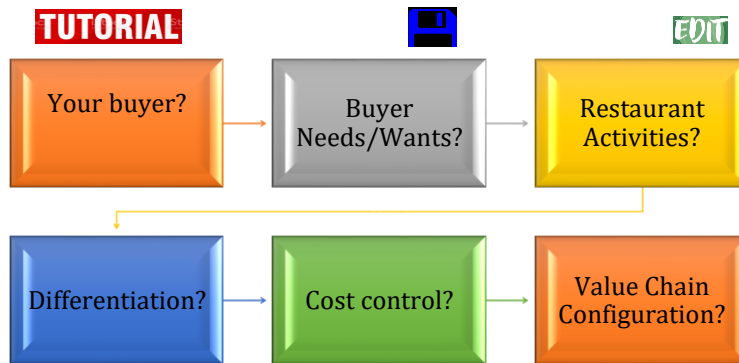 TUTORIAL
EDIT
Your buyer?
Buyer
Needs/Wants?
Restaurant
Activities?
Differentiation?
Cost control?
Value Chain
Configuration?